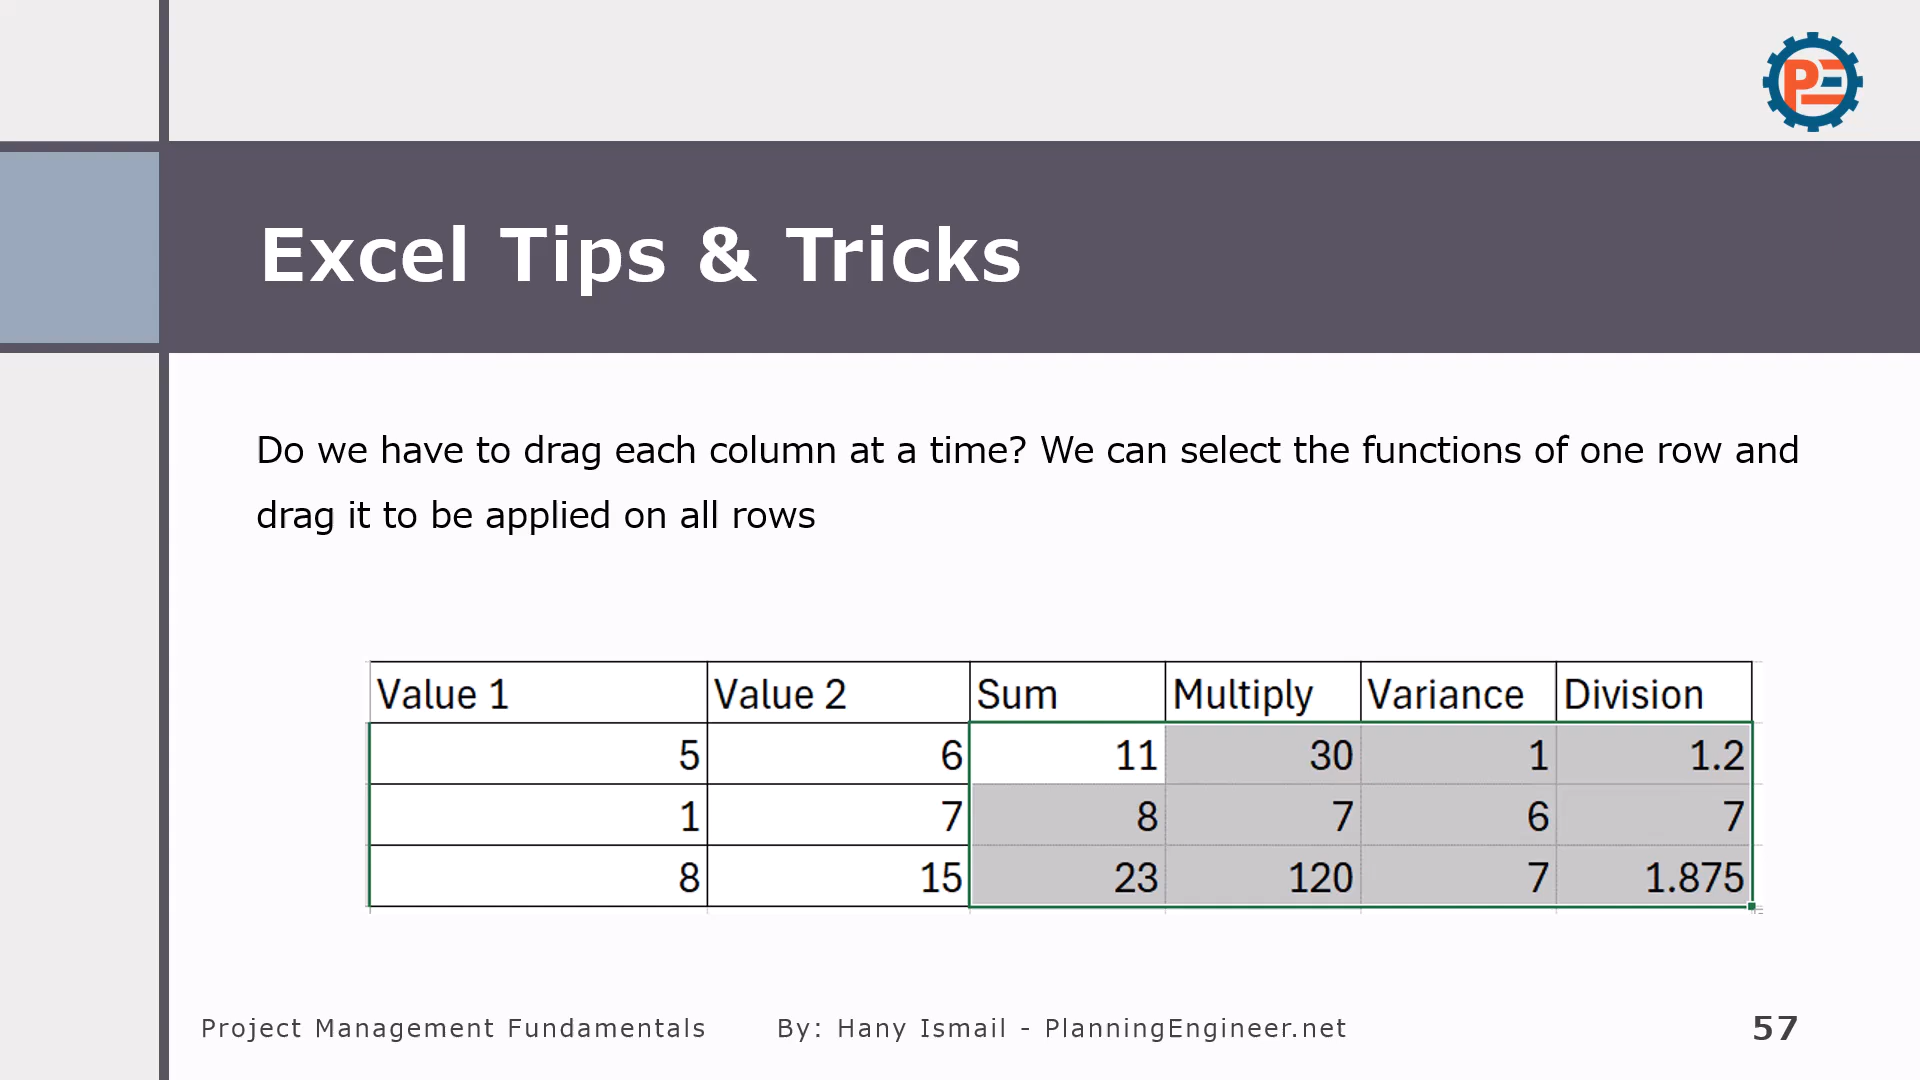 PE
Excel Tips & Tricks
Do we have to drag each column at a time? We can select the functions of one row and
drag it to be applied on all rows
Value 1 Value 2 Sum Multiply Variance Division
5 6 11 30 1 1.2
1 7 8 7 6 7
8 15 23 120 7 1.875
Project Management Fundamentals By: Hany Ismail - PlanningEngineer.net 57